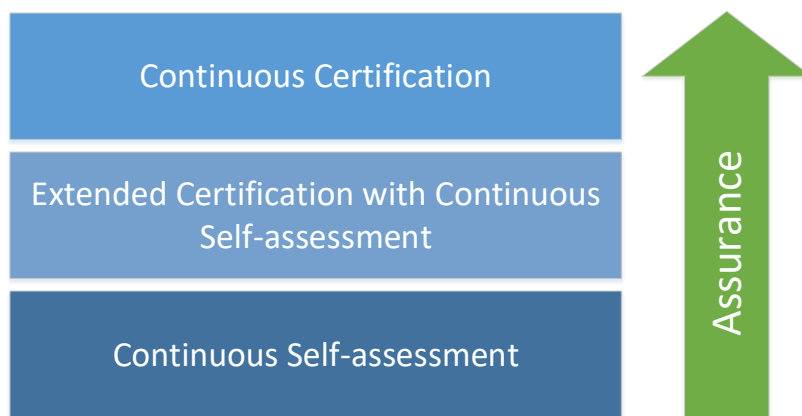 Continuous Certification
Extended Certification with Continuous
Self-assessment
Continuous Self-assessment
Assurance